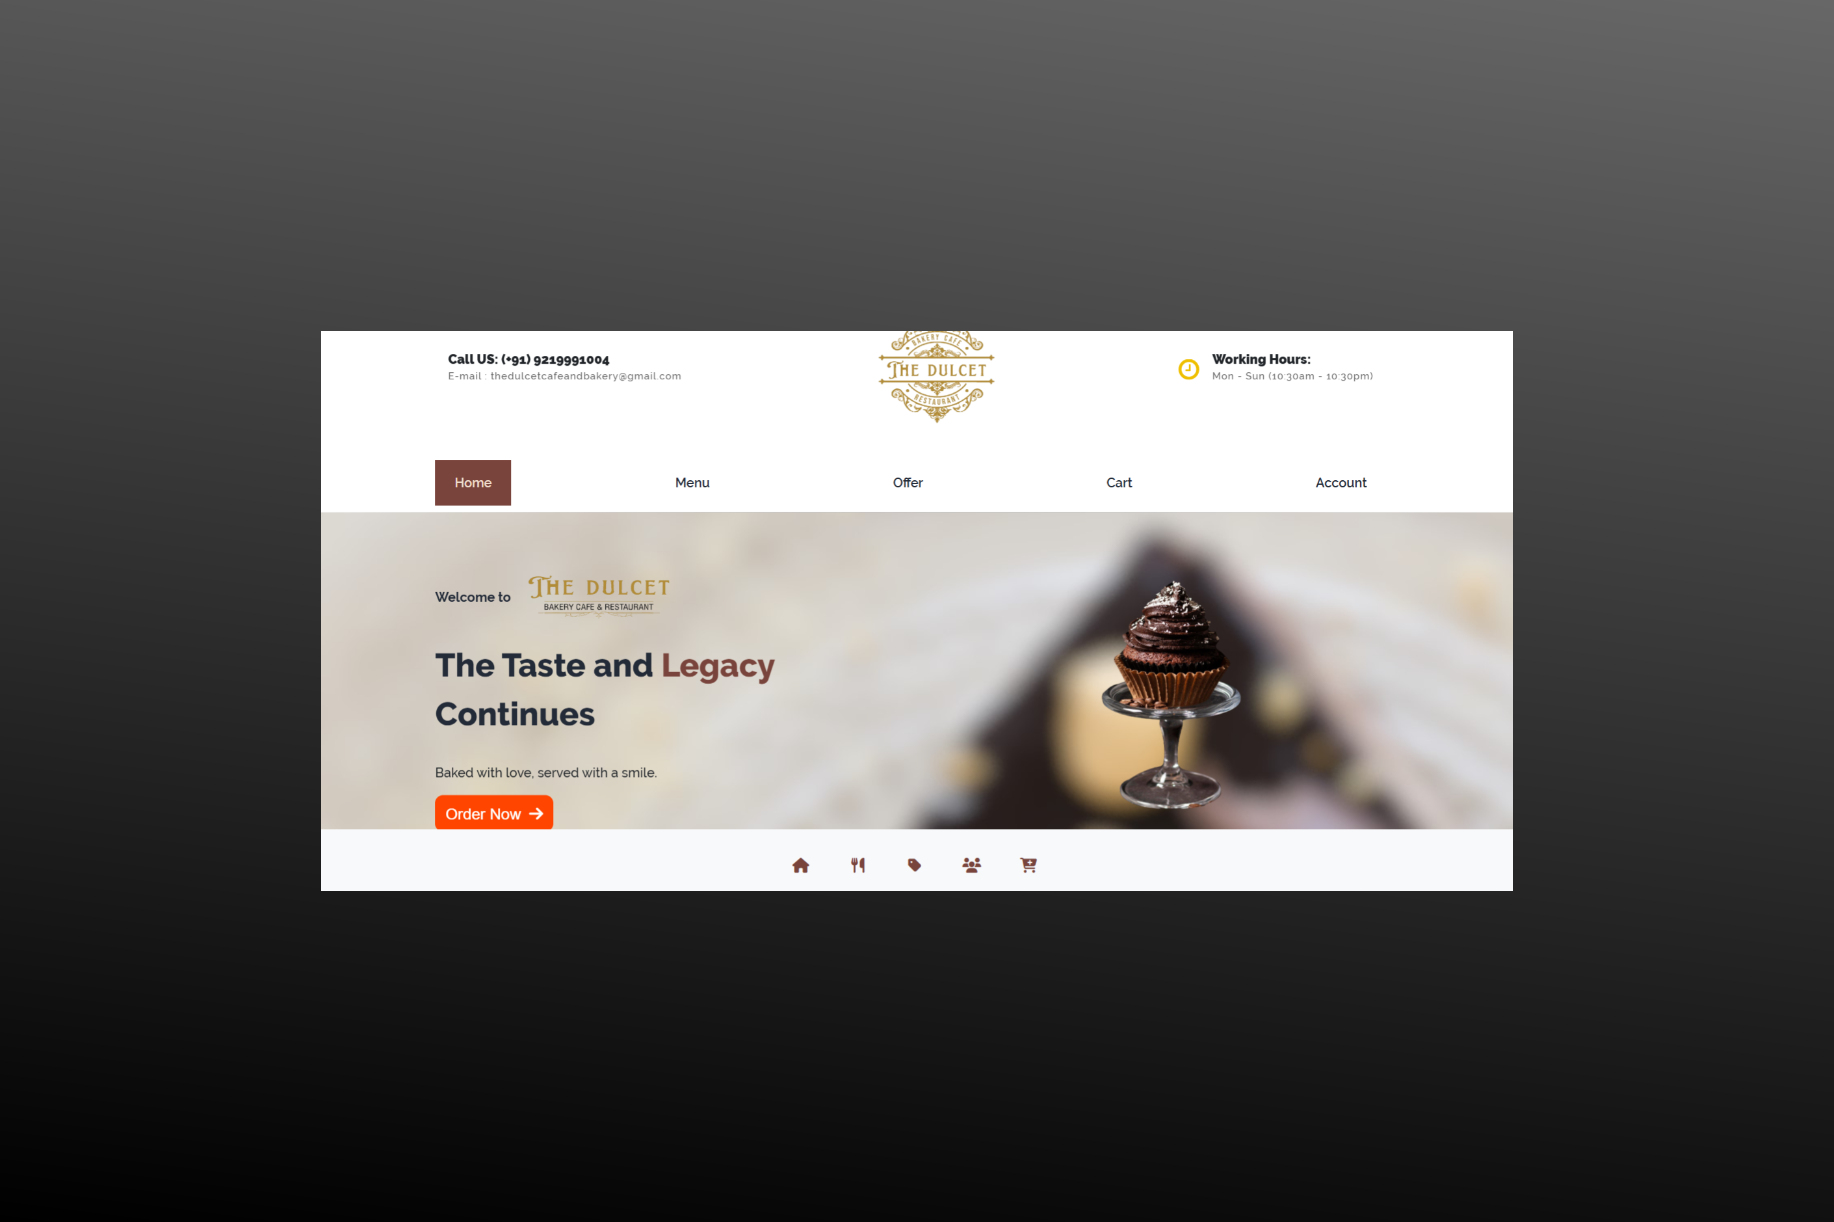 Call US: (+91) 9219991004
E-mail : thedulcetcafeandbakery@gmail.com
BAKERY CAFE
THE DULCET
RESTAURANT
Working Hours:
Mon - Sun (10:30am - 10:30pm)
Home
Menu
Offer
Cart
Account
Welcome to
THE DULCET
BAKERY CAFE & RESTAURANT
The Taste and Legacy
Continues
Baked with love, served with a smile.
Order Now